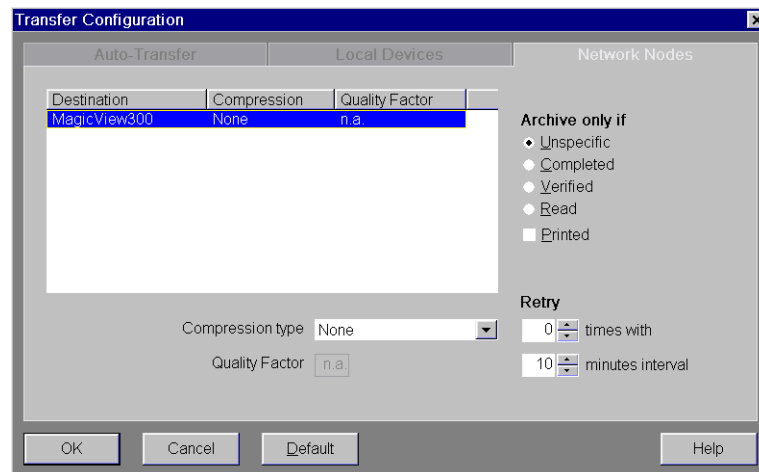 Transfer Configuration
Auto-Transfer Local Devices Network Nodes
Destination Compression Quality Factor
MagicView300 None n.a.
Archive only if
Unspecific
Completed
Verified
Read
Printed
Retry
Compression type None 0 times with
Quality Factor n.a. 10 minutes interval
OK Cancel Default Help